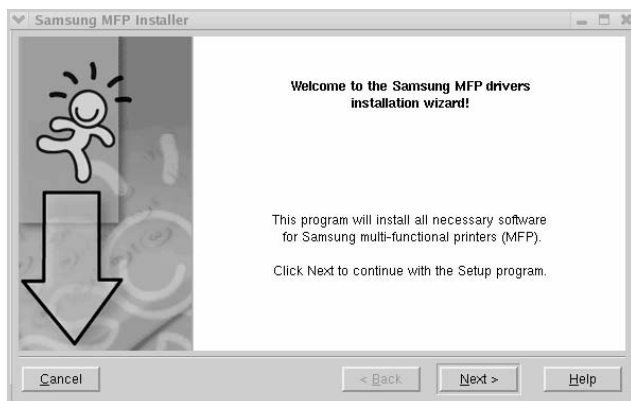 Samsung MFP Installer
Welcome to the Samsung MFP drivers
installation wizard!
This program will install all necessary software
for Samsung multi-functional printers (MFP).
Click Next to continue with the Setup program.
Cancel
< Back
Next >
Help